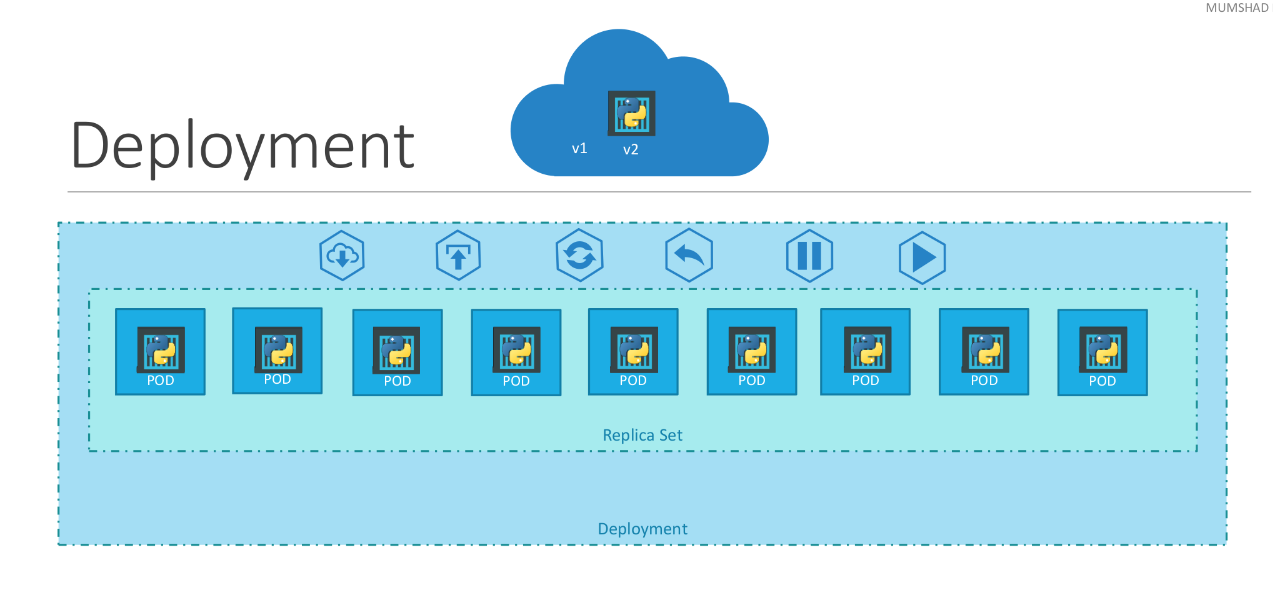 MUMSHAD
Deployment
v1 v2
POD POD POD POD POD POD POD POD POD
Replica Set
Deployment